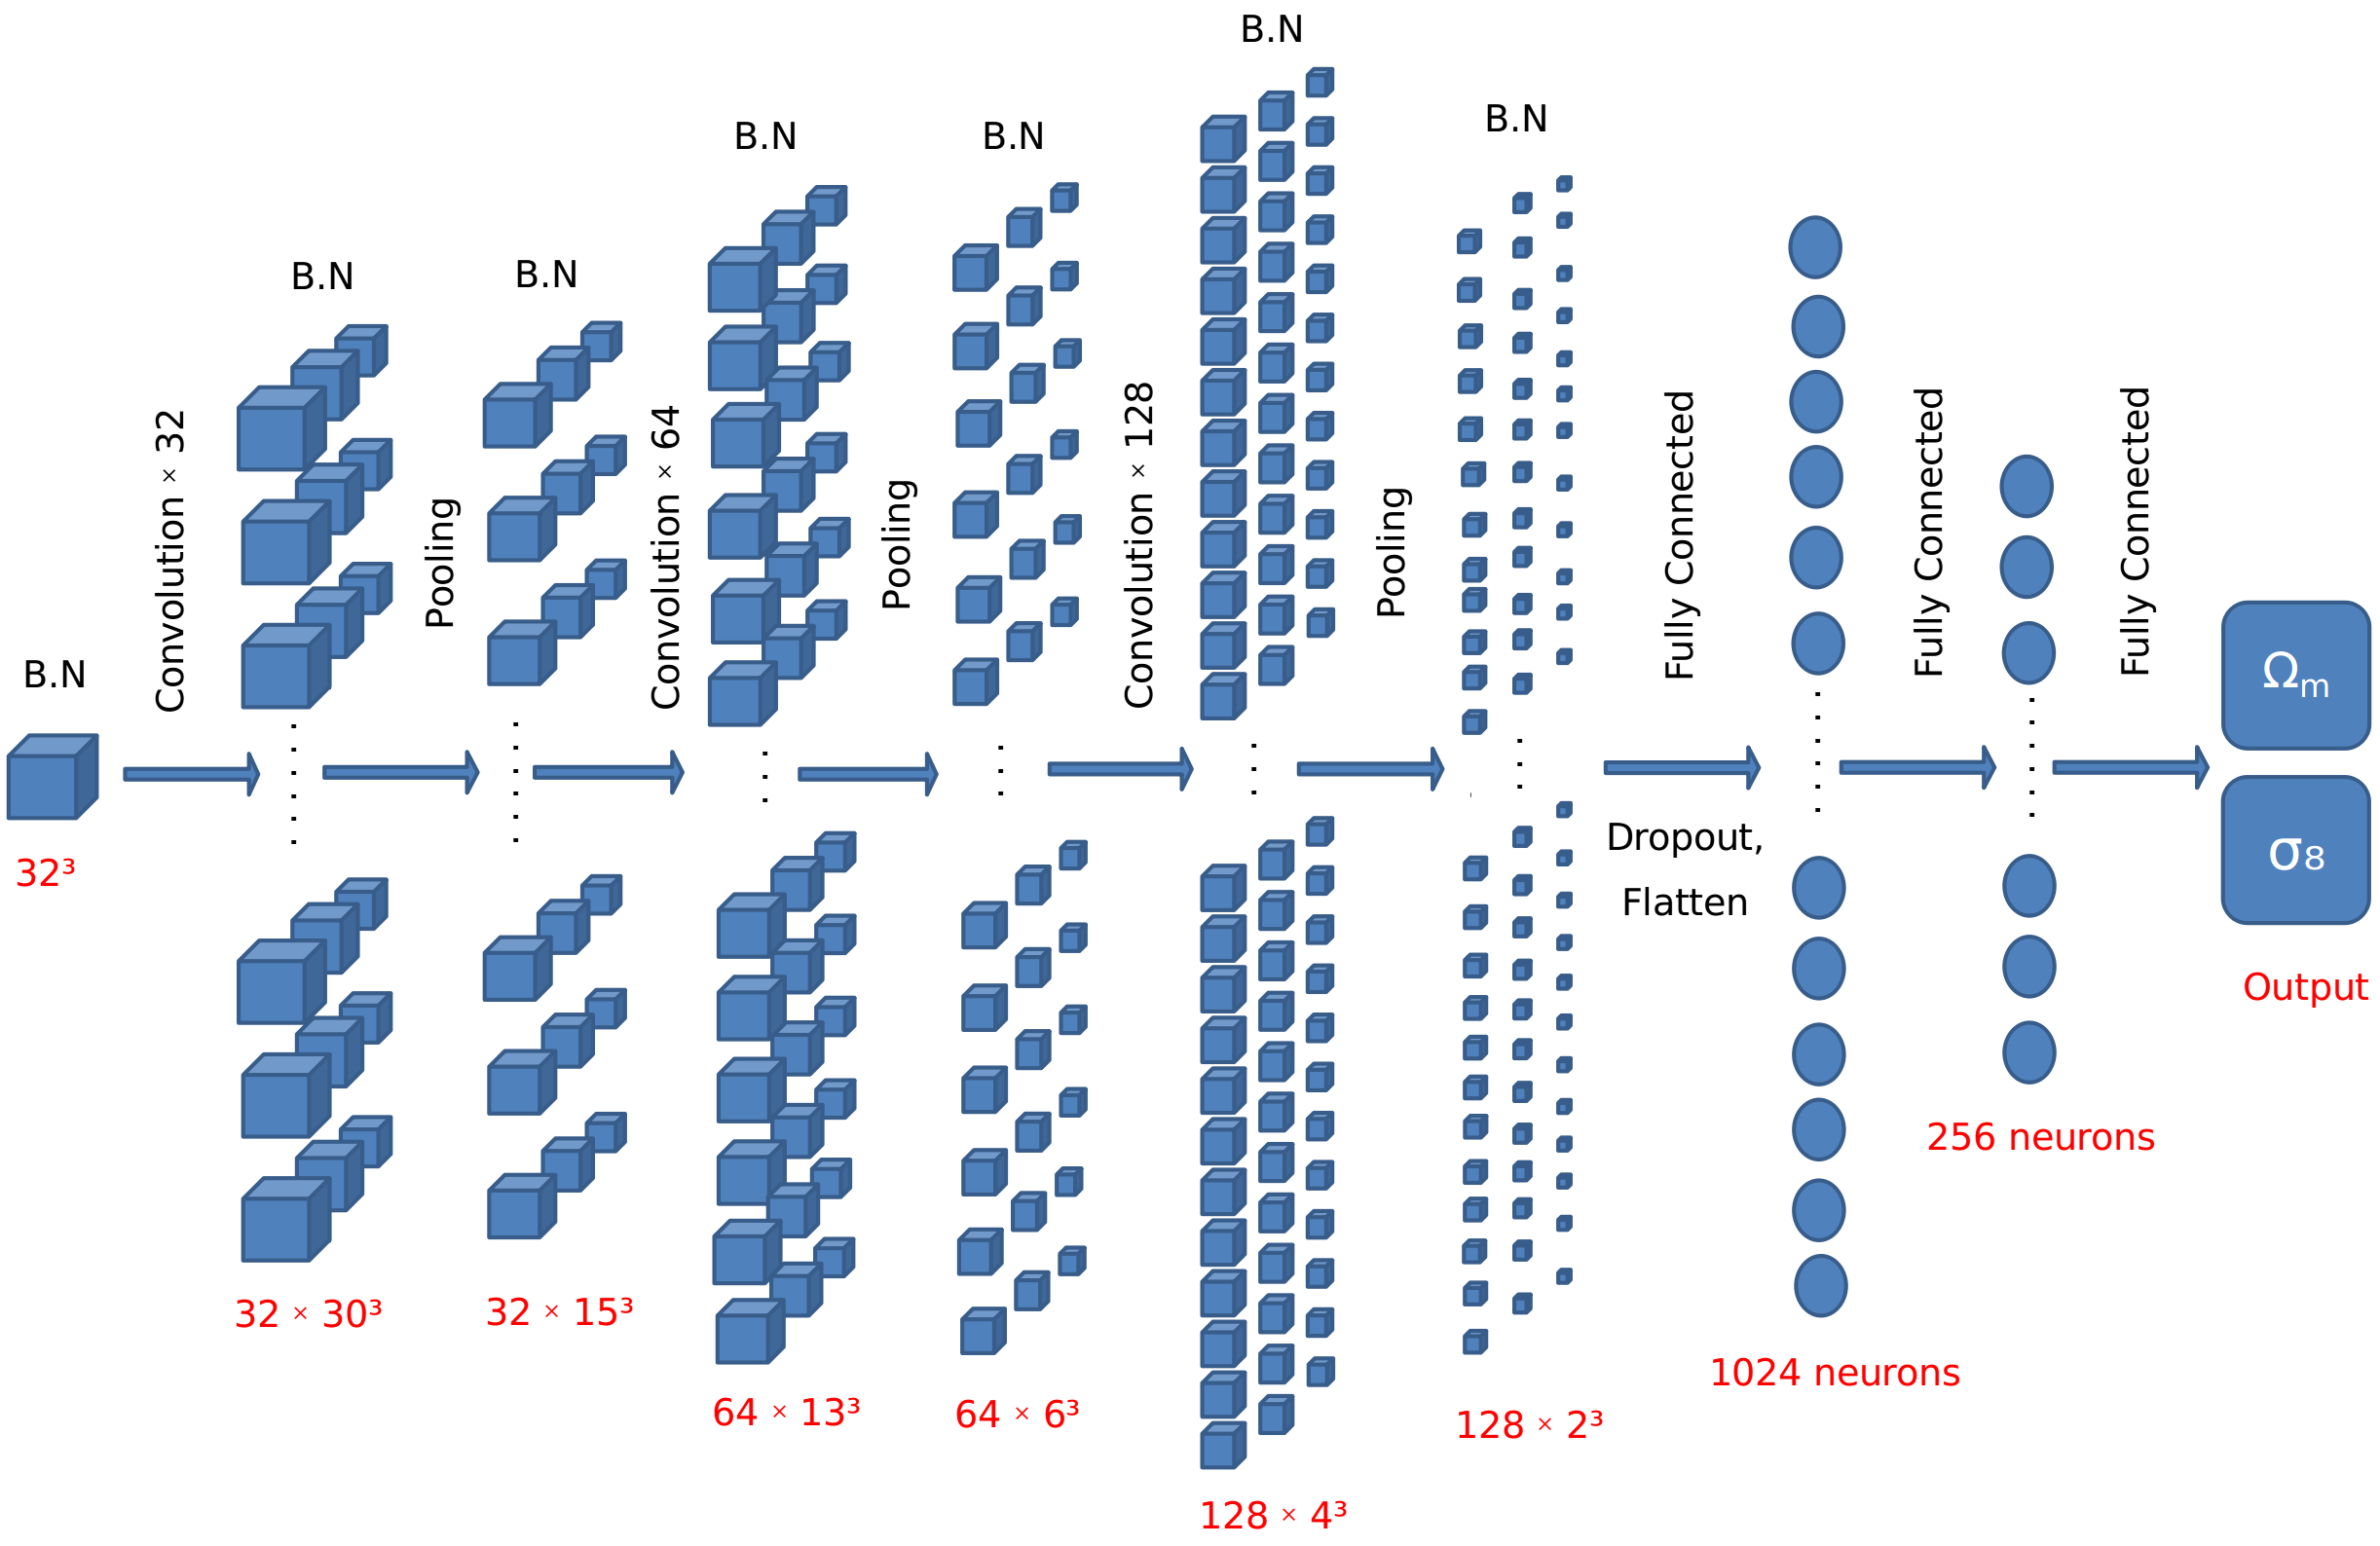 B.N
32³
Convolution × 32
B.N
32 × 30³
Pooling
B.N
32 × 15³
Convolution × 64
B.N
64 × 13³
Pooling
B.N
64 × 6³
Convolution × 128
B.N
128 × 4³
Pooling
B.N
128 × 2³
Fully Connected
Dropout,
Flatten
1024 neurons
Fully Connected
256 neurons
Fully Connected
Ωm
σ8
Output